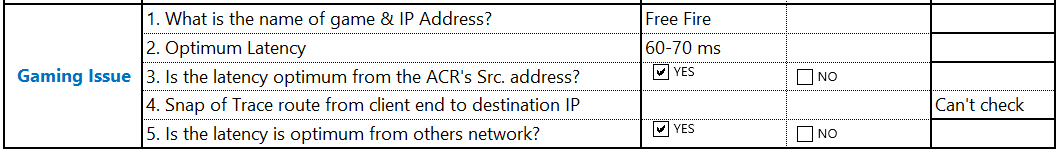 1. What is the name of game & IP Address? Free Fire
2. Optimum Latency 60-70 ms
Gaming Issue 3. Is the latency optimum from the ACR's Src. address? YES NO
4. Snap of Trace route from client end to destination IP Can't check
5. Is the latency is optimum from others network? YES NO